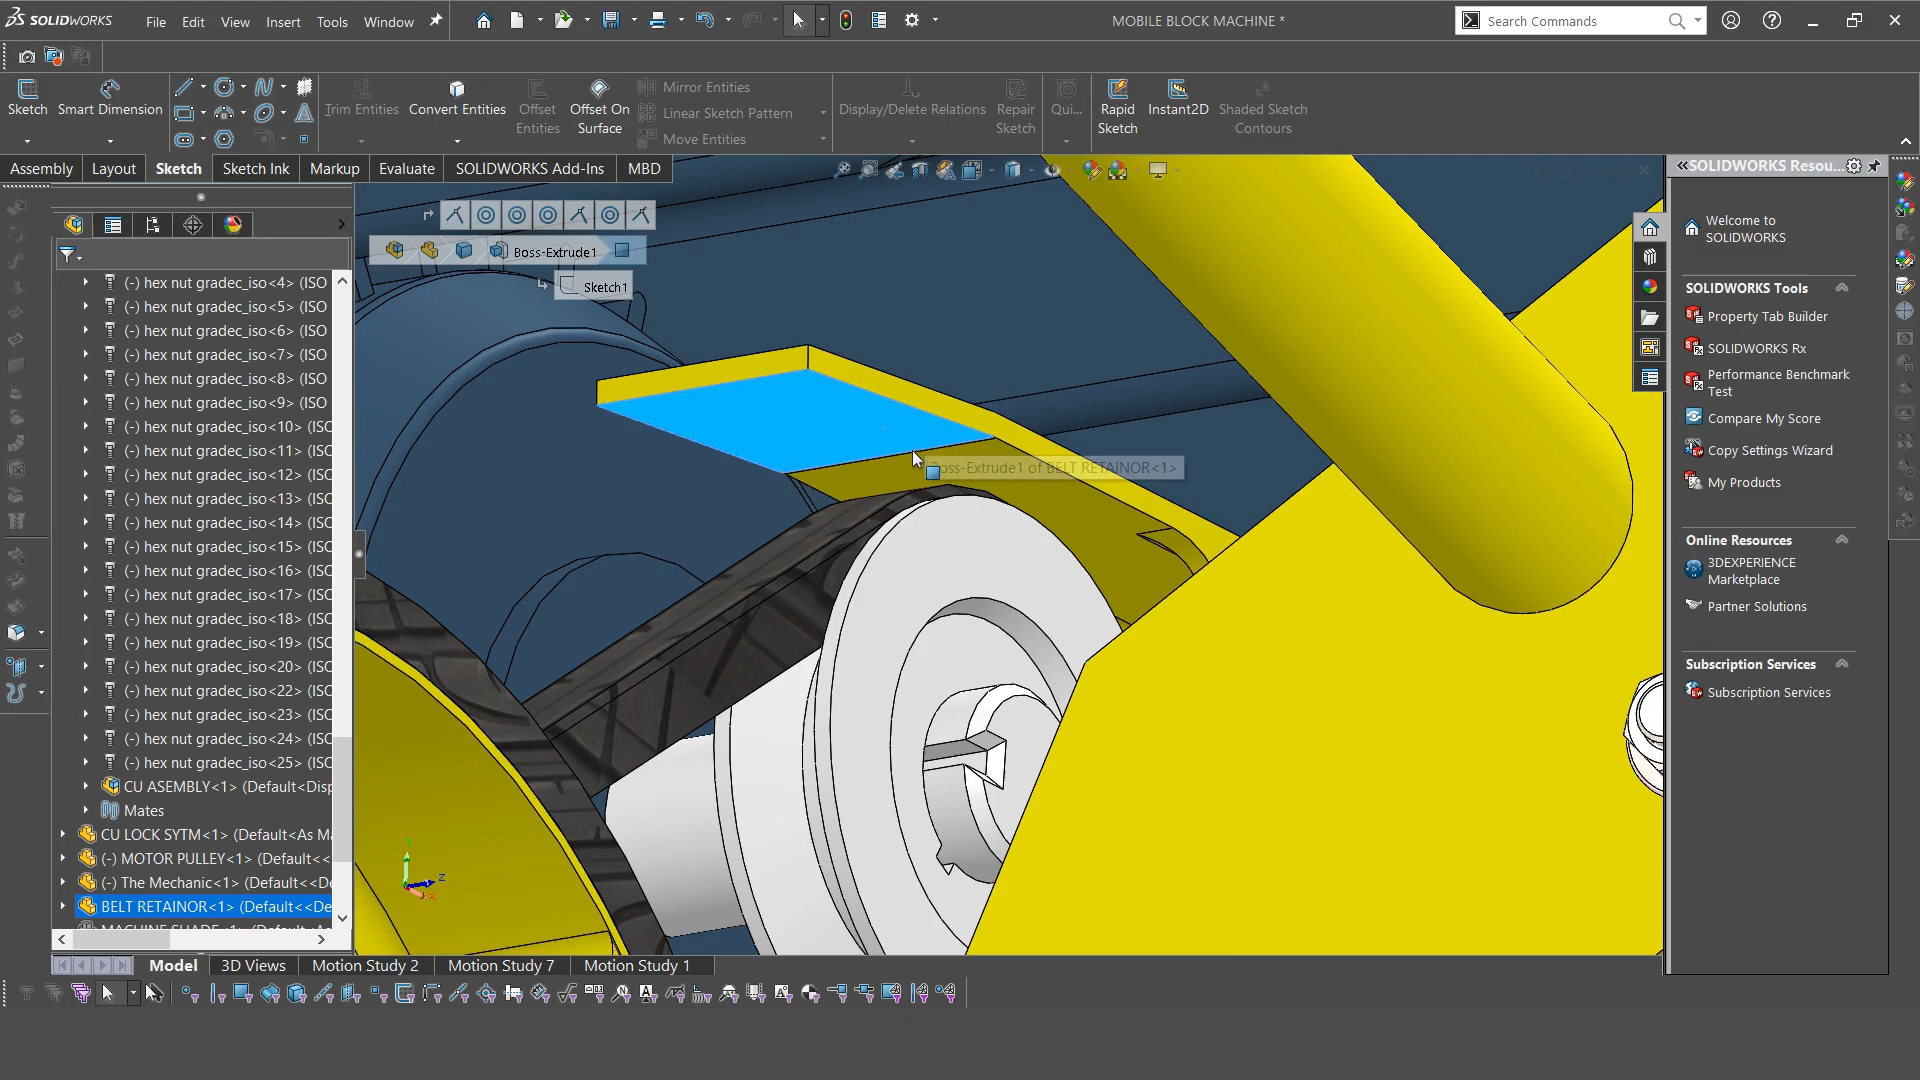 SOLIDWORKS
File Edit View Insert Tools Window
MOBILE BLOCK MACHINE *
Search Commands
Sketch
Smart Dimension
Trim Entities
Convert Entities
Offset
Entities
Offset On
Surface
Mirror Entities
Linear Sketch Pattern
Move Entities
Display/Delete Relations
Repair
Sketch
Qui...
Rapid
Sketch
Instant2D
Shaded Sketch
Contours
Assembly Layout Sketch Sketch Ink Markup Evaluate SOLIDWORKS Add-Ins MBD
Boss-Extrude1
Sketch1
Boss-Extrude1 of BELT RETAINOR<1>
(-) hex nut gradec_iso<4> (ISO
(-) hex nut gradec_iso<5> (ISO
(-) hex nut gradec_iso<6> (ISO
(-) hex nut gradec_iso<7> (ISO
(-) hex nut gradec_iso<8> (ISO
(-) hex nut gradec_iso<9> (ISO
(-) hex nut gradec_iso<10> (ISC
(-) hex nut gradec_iso<11> (ISC
(-) hex nut gradec_iso<12> (ISC
(-) hex nut gradec_iso<13> (ISC
(-) hex nut gradec_iso<14> (ISC
(-) hex nut gradec_iso<15> (ISC
(-) hex nut gradec_iso<16> (ISC
(-) hex nut gradec_iso<17> (ISC
(-) hex nut gradec_iso<18> (ISC
(-) hex nut gradec_iso<19> (ISC
(-) hex nut gradec_iso<20> (ISC
(-) hex nut gradec_iso<22> (ISC
(-) hex nut gradec_iso<23> (ISC
(-) hex nut gradec_iso<24> (ISC
(-) hex nut gradec_iso<25> (ISC
CU ASEMBLY<1> (Default<Disp
Mates
CU LOCK SYTM<1> (Default<As Ma
(-) MOTOR PULLEY<1> (Default<<
(-) The Mechanic<1> (Default<<De
BELT RETAINOR<1> (Default<<De
Y
Z
X
SOLIDWORKS Resou...
Welcome to
SOLIDWORKS
SOLIDWORKS Tools
Property Tab Builder
SOLIDWORKS Rx
Performance Benchmark
Test
Compare My Score
Copy Settings Wizard
My Products
Online Resources
3DEXPERIENCE
Marketplace
Partner Solutions
Subscription Services
Subscription Services
Model 3D Views Motion Study 2 Motion Study 7 Motion Study 1